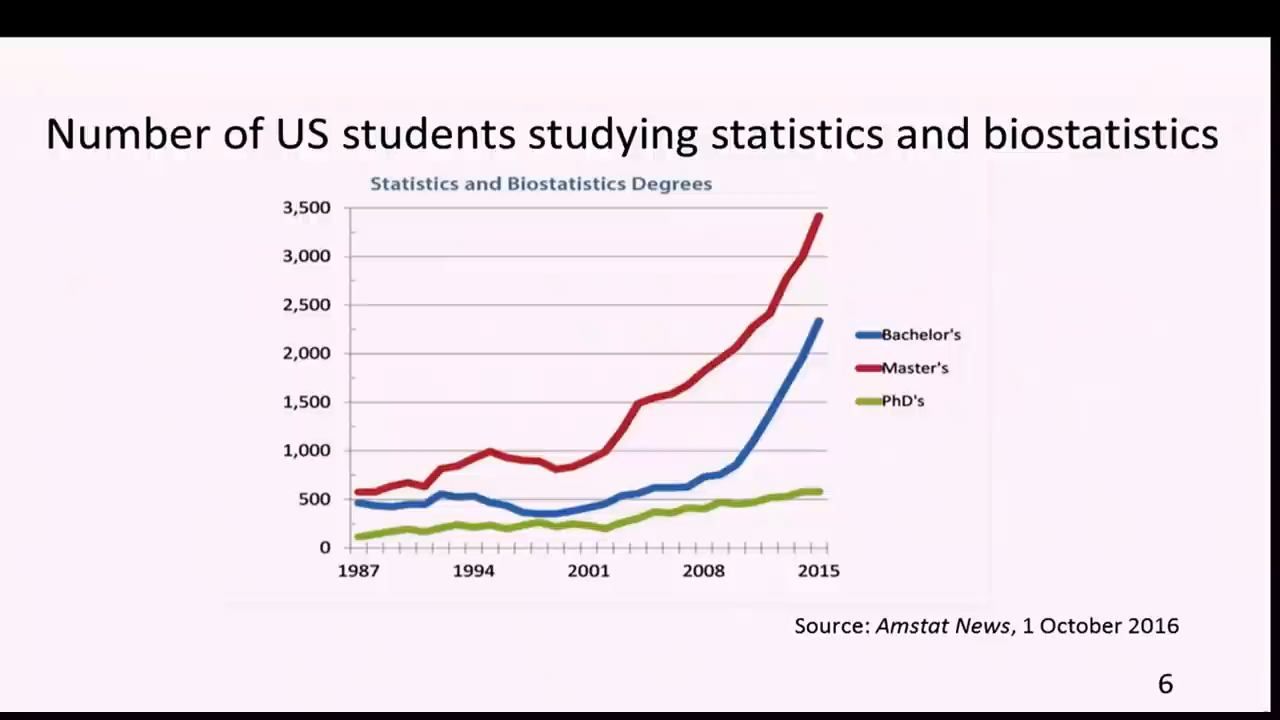 Number of US students studying statistics and biostatistics
Statistics and Biostatistics Degrees
3,500
3,000
2,500
2,000
1,500
1,000
500
0
1987 1994 2001 2008 2015
Bachelor's
Master's
PhD's
Source: Amstat News, 1 October 2016
6